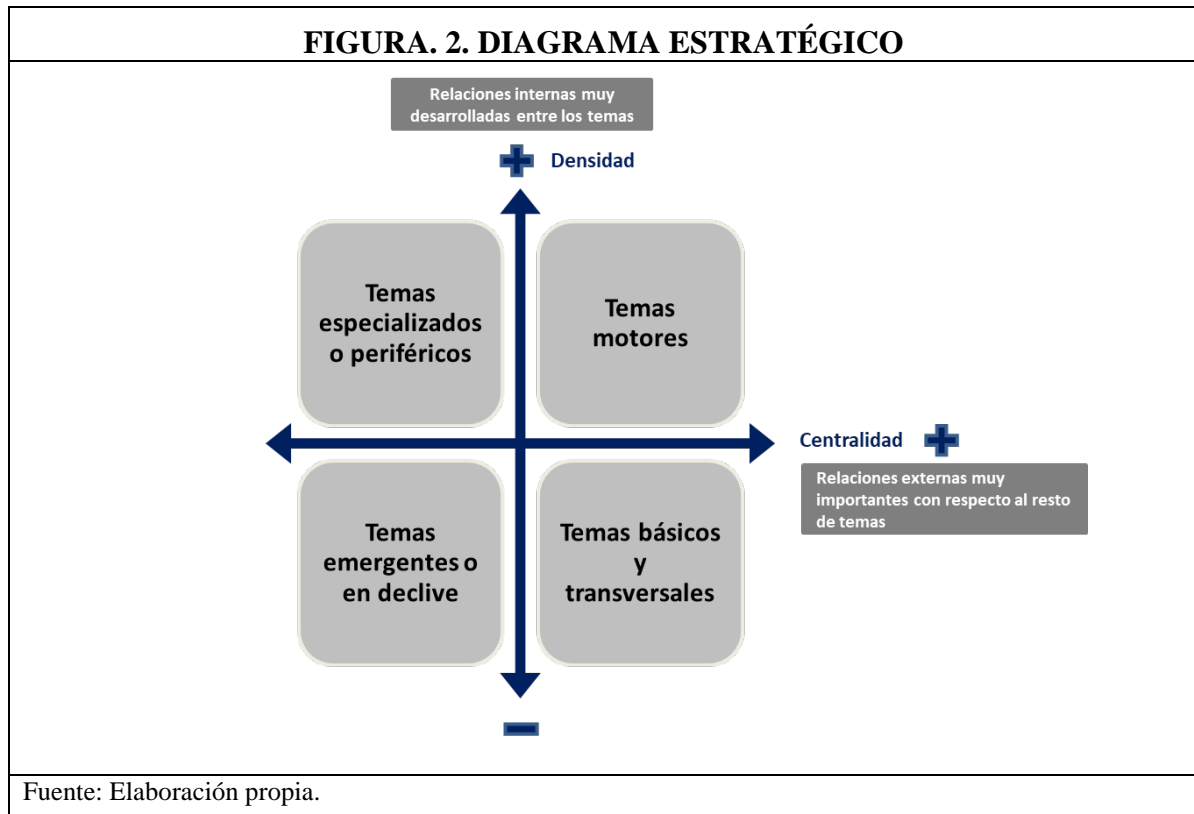 FIGURA. 2. DIAGRAMA ESTRATÉGICO
Relaciones internas muy
desarrolladas entre los temas
Densidad
Temas
especializados
o periféricos
Temas
motores
Centralidad
Relaciones externas muy
importantes con respecto al resto
de temas
Temas
emergentes o
en declive
Temas básicos
y
transversales
Fuente: Elaboración propia.